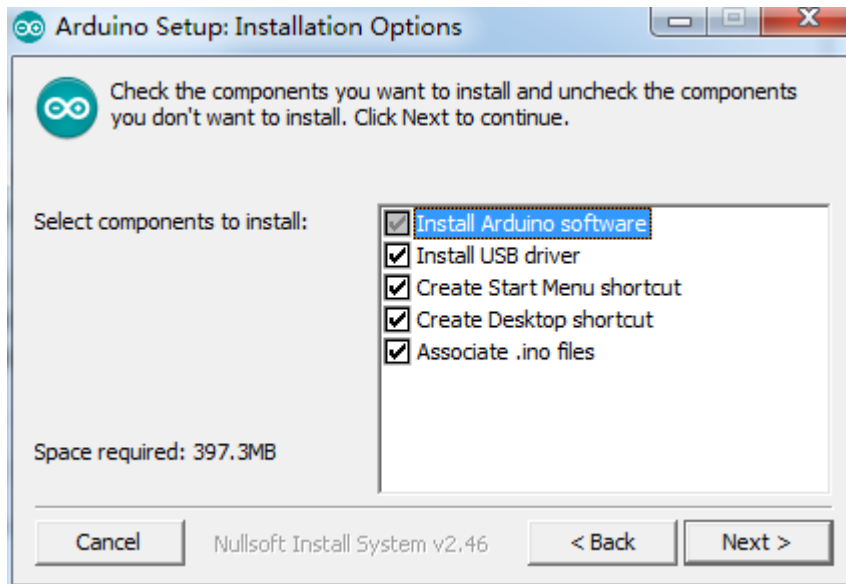 Arduino Setup: Installation Options
Check the components you want to install and uncheck the components
you don't want to install. Click Next to continue.
Select components to install:
Install Arduino software
Install USB driver
Create Start Menu shortcut
Create Desktop shortcut
Associate .ino files
Space required: 397.3MB
Cancel
Nullsoft Install System v2.46
< Back
Next >